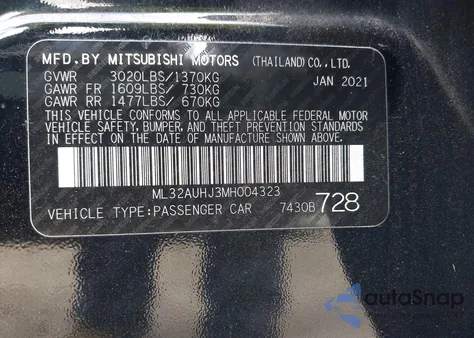 MFD.BY MITSUBISHI MOTORS (THAILAND) CO.,LTD.
GVWR 3020LBS/1370KG JAN 2021
GAWR FR 1609LBS/ 730KG
GAWR RR 1477LBS/ 670KG
THIS VEHICLE CONFORMS TO ALL APPLICABLE FEDERAL MOTOR
VEHICLE SAFETY, BUMPER, AND THEFT PREVENTION STANDARDS
IN EFFECT ON THE DATE OF MANUFACTURE SHOWN ABOVE.
ML32AUHJ3MH004323
VEHICLE TYPE:PASSENGER CAR 7430B 728
autoSnap